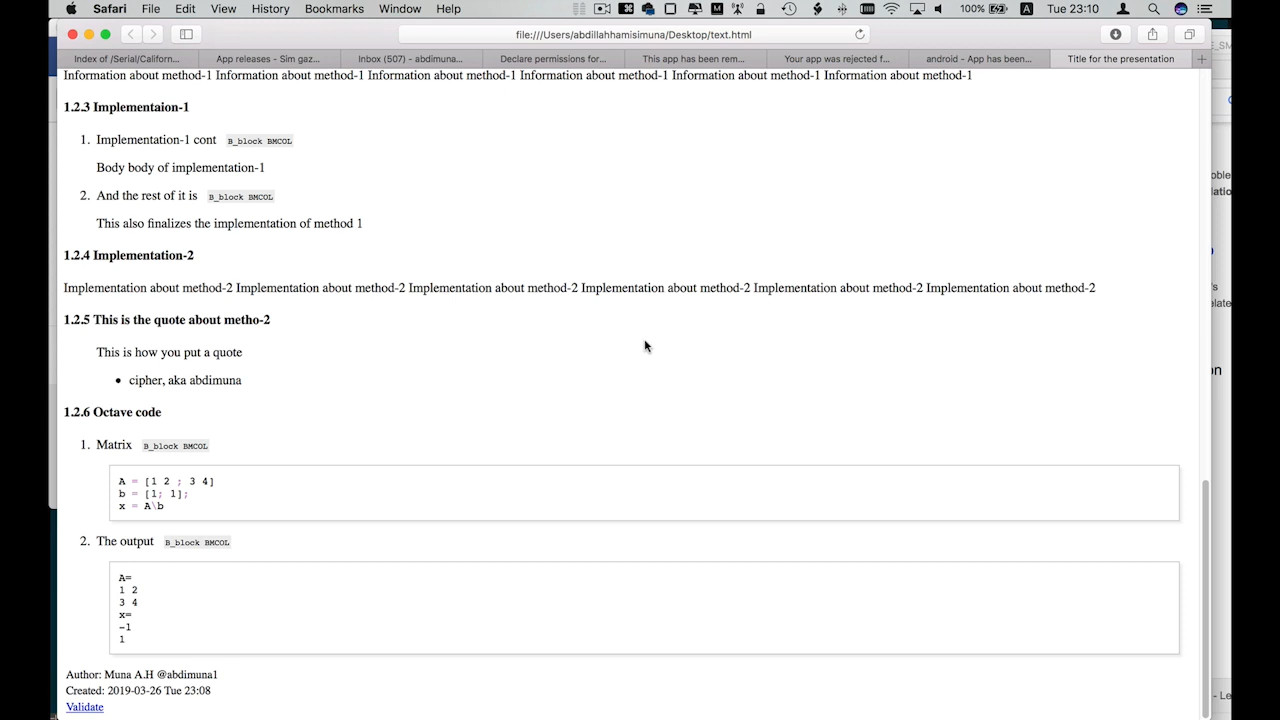 Safari File Edit View History Bookmarks Window Help 100% A Tue 23:10
file:///Users/abdillahhamisimuna/Desktop/text.html
Index of /Serial/Californ... App releases - Sim gaz... Inbox (507) - abdimuna... Declare permissions for... This app has been rem... Your app was rejected f... android - App has been... Title for the presentation +
Information about method-1 Information about method-1 Information about method-1 Information about method-1 Information about method-1 Information about method-1
1.2.3 Implementaion-1
1. Implementation-1 cont B_block BMCOL
Body body of implementation-1
2. And the rest of it is B_block BMCOL
This also finalizes the implementation of method 1
1.2.4 Implementation-2
Implementation about method-2 Implementation about method-2 Implementation about method-2 Implementation about method-2 Implementation about method-2 Implementation about method-2
1.2.5 This is the quote about metho-2
This is how you put a quote
• cipher, aka abdimuna
1.2.6 Octave code
1. Matrix B_block BMCOL
A = [1 2 ; 3 4]
b = [1; 1];
x = A\b
2. The output B_block BMCOL
A=
1 2
3 4
x=
-1
1
Author: Muna A.H @abdimuna1
Created: 2019-03-26 Tue 23:08
Validate